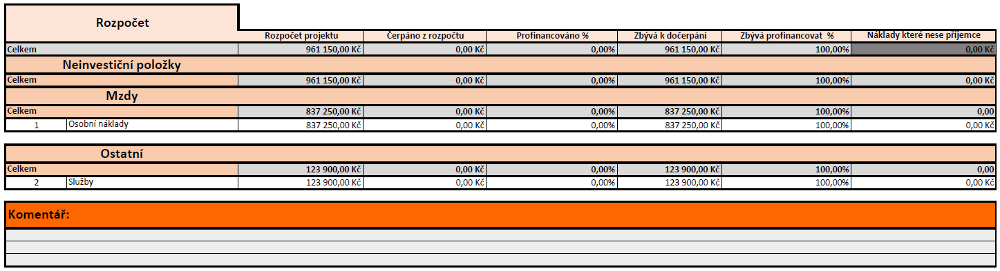 Rozpočet
Rozpočet projektu Čerpáno z rozpočtu Profinancováno % Zbývá k dočerpání Zbývá profinancovat % Náklady které nese příjemce
Celkem 961 150,00 Kč 0,00 Kč 0,00% 961 150,00 Kč 100,00% 0,00 Kč
Neinvestiční položky
Celkem 961 150,00 Kč 0,00 Kč 0,00% 961 150,00 Kč 100,00% 0,00 Kč
Mzdy
Celkem 837 250,00 Kč 0,00 Kč 0,00% 837 250,00 Kč 100,00% 0,00
1 Osobní náklady 837 250,00 Kč 0,00 Kč 0,00% 837 250,00 Kč 100,00% 0,00 Kč
Ostatní
Celkem 123 900,00 Kč 0,00 Kč 0,00% 123 900,00 Kč 100,00% 0,00
2 Služby 123 900,00 Kč 0,00 Kč 0,00% 123 900,00 Kč 100,00% 0,00 Kč
Komentář: